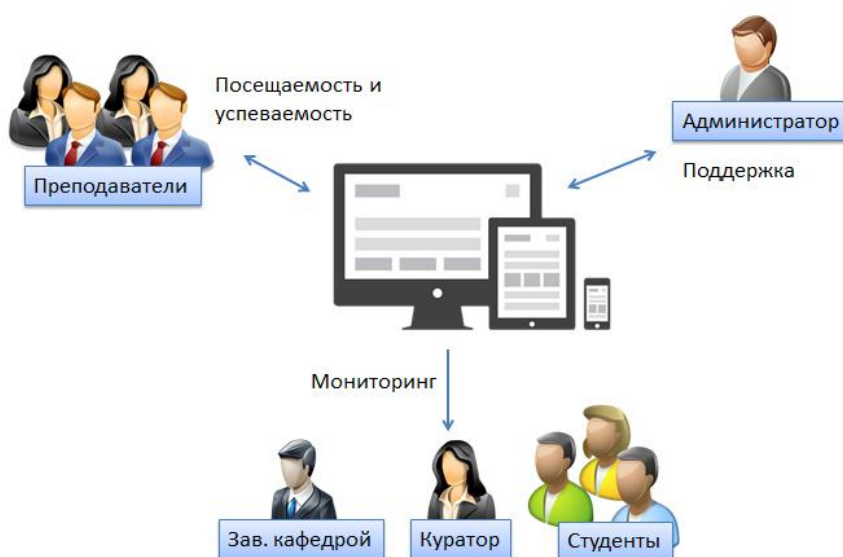 Посещаемость и
успеваемость
Преподаватели
Администратор
Поддержка
Мониторинг
Зав. кафедрой
Куратор
Студенты